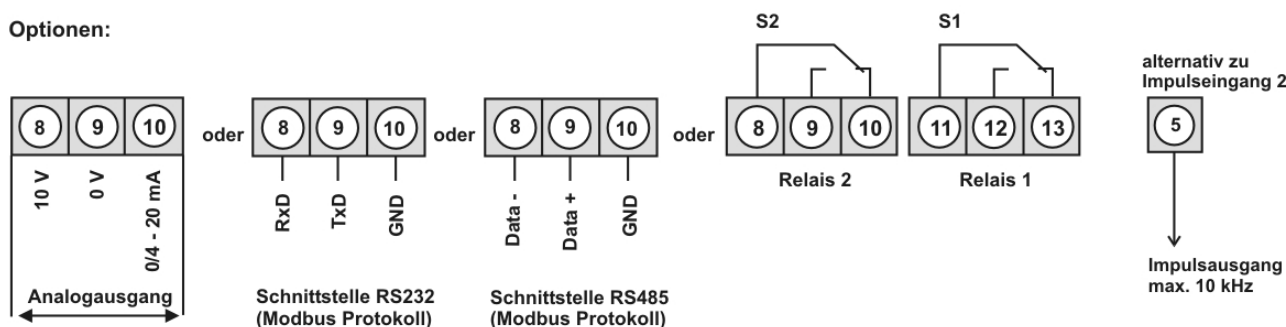 Optionen:
S2
S1
alternativ zu
Impulseingang 2
8 9 10 oder 8 9 10 oder 8 9 10 oder 8 9 10 11 12 13 5
10 V
0 V
0/4 - 20 mA
RxD
TxD
GND
Data -
Data +
GND
Relais 2
Relais 1
Analogausgang
Schnittstelle RS232
(Modbus Protokoll)
Schnittstelle RS485
(Modbus Protokoll)
Impulsausgang
max. 10 kHz